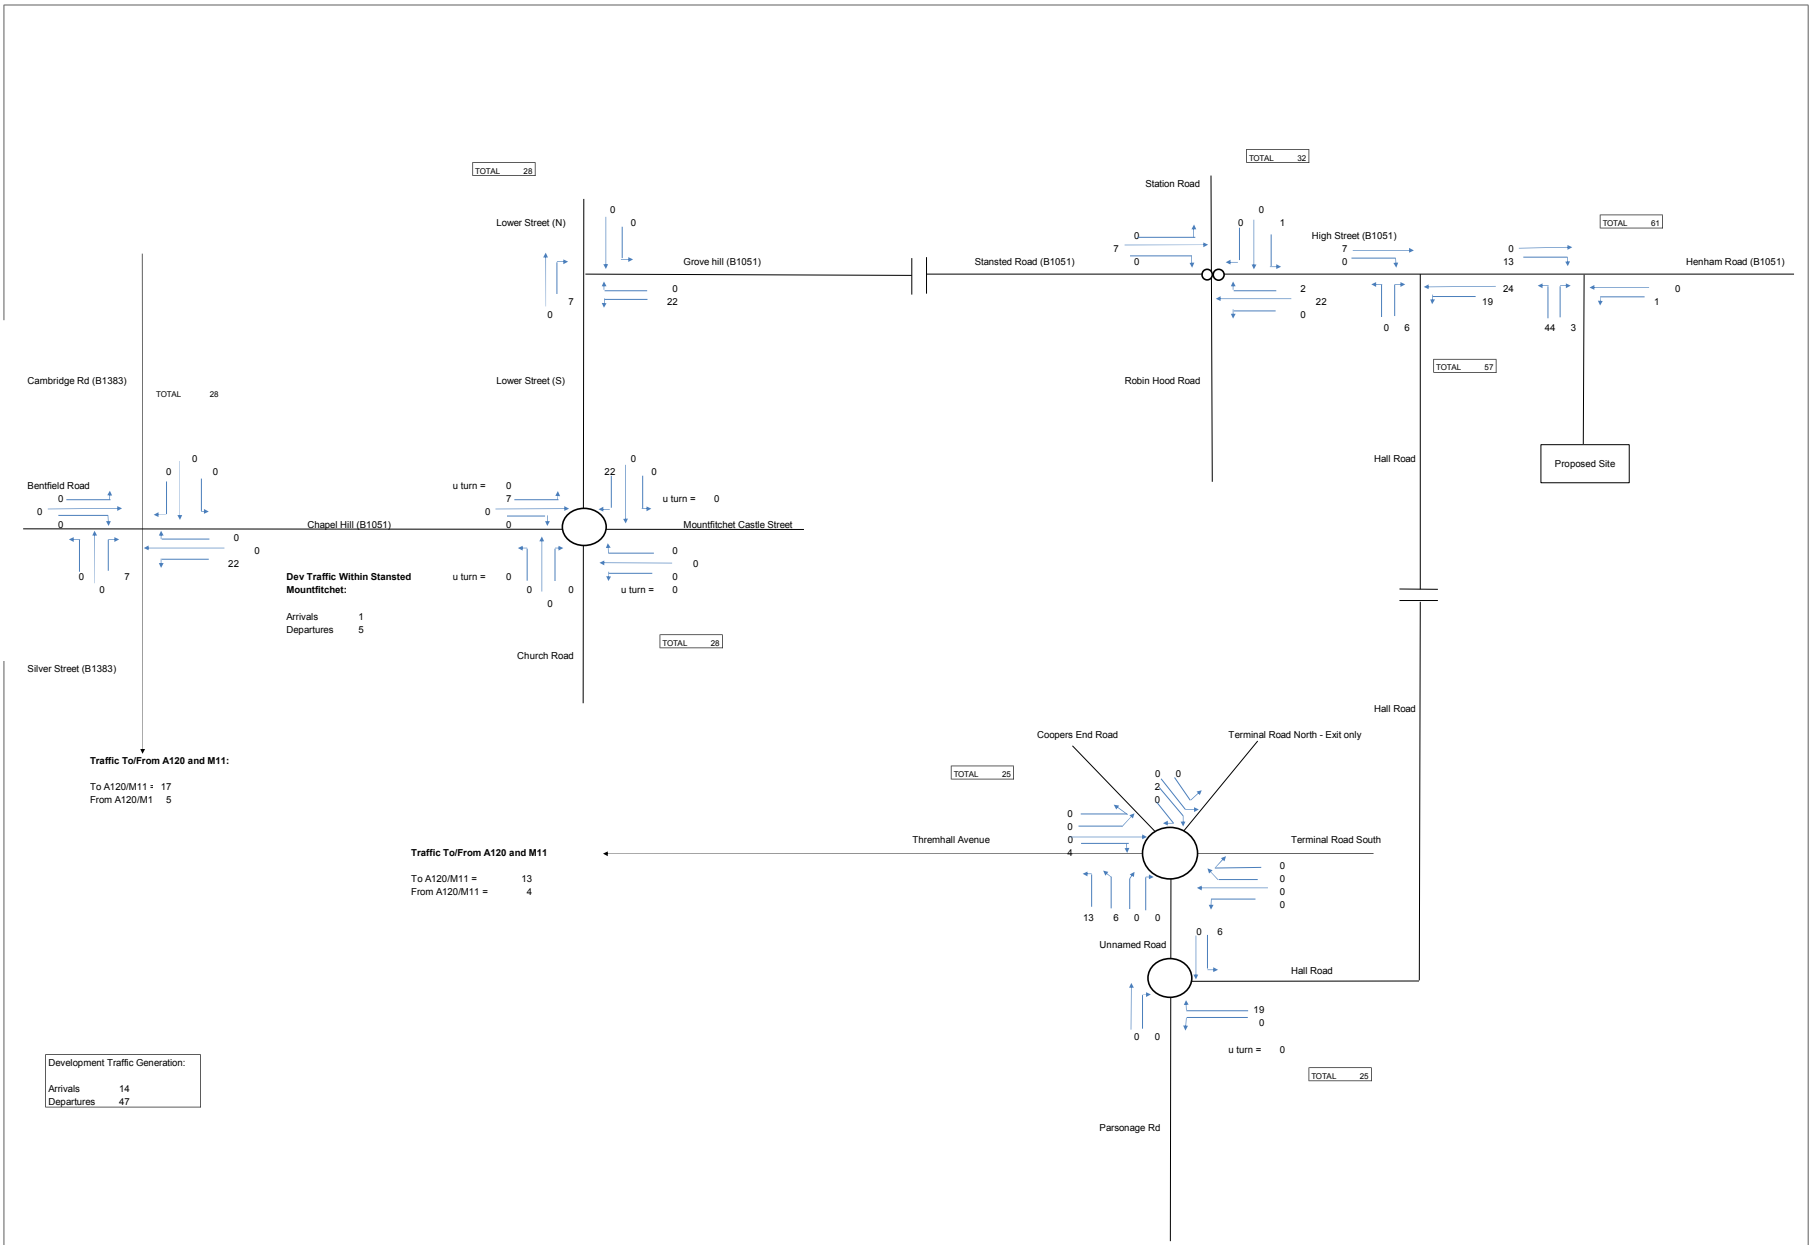 TOTAL 32
TOTAL 28
Station Road
Lower Street (N)
0
0
0
0
1
TOTAL 61
High Street (B1051)
0
7
0
7
0
0
13
Grove hill (B1051)
Stansted Road (B1051)
Henham Road (B1051)
0
22
7
0
2
22
0
24
19
0
1
0 6
44 3
Cambridge Rd (B1383)
TOTAL 28
Lower Street (S)
Robin Hood Road
TOTAL 57
Hall Road
Proposed Site
0
0 0
Bentfield Road
0
0
0
Chapel Hill (B1051)
0
0
22
0 7
0
u turn = 0
7
0
0
0
22 0
u turn = 0
Mountfitchet Castle Street
0
0
0
u turn = 0
u turn = 0
0 0
0
Dev Traffic Within Stansted
Mountfitchet:
Arrivals 1
Departures 5
TOTAL 28
Church Road
Silver Street (B1383)
Hall Road
Coopers End Road
Terminal Road North - Exit only
Traffic To/From A120 and M11:
To A120/M11 = 17
From A120/M1 5
TOTAL 25
0 0
2
0
0
0
0
4
Thremhall Avenue
Terminal Road South
Traffic To/From A120 and M11
To A120/M11 = 13
From A120/M11 = 4
0
0
0
0
13 6 0 0
Unnamed Road
0 6
Hall Road
19
0
0 0
u turn = 0
TOTAL 25
Development Traffic Generation:
Arrivals 14
Departures 47
Parsonage Rd